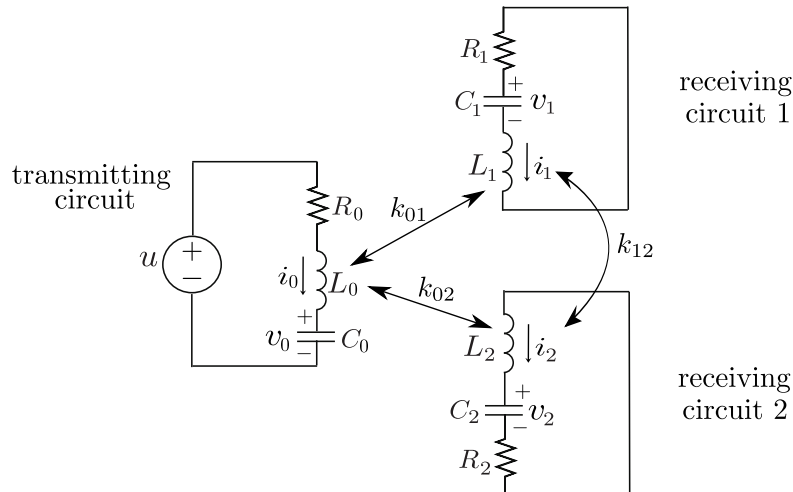 transmitting
circuit
u
+
−
R₀
i₀
L₀
+
v₀
−
C₀
k₀₁
k₀₂
k₁₂
R₁
C₁
+
v₁
−
L₁
i₁
receiving
circuit 1
L₂
i₂
C₂
+
v₂
−
R₂
receiving
circuit 2